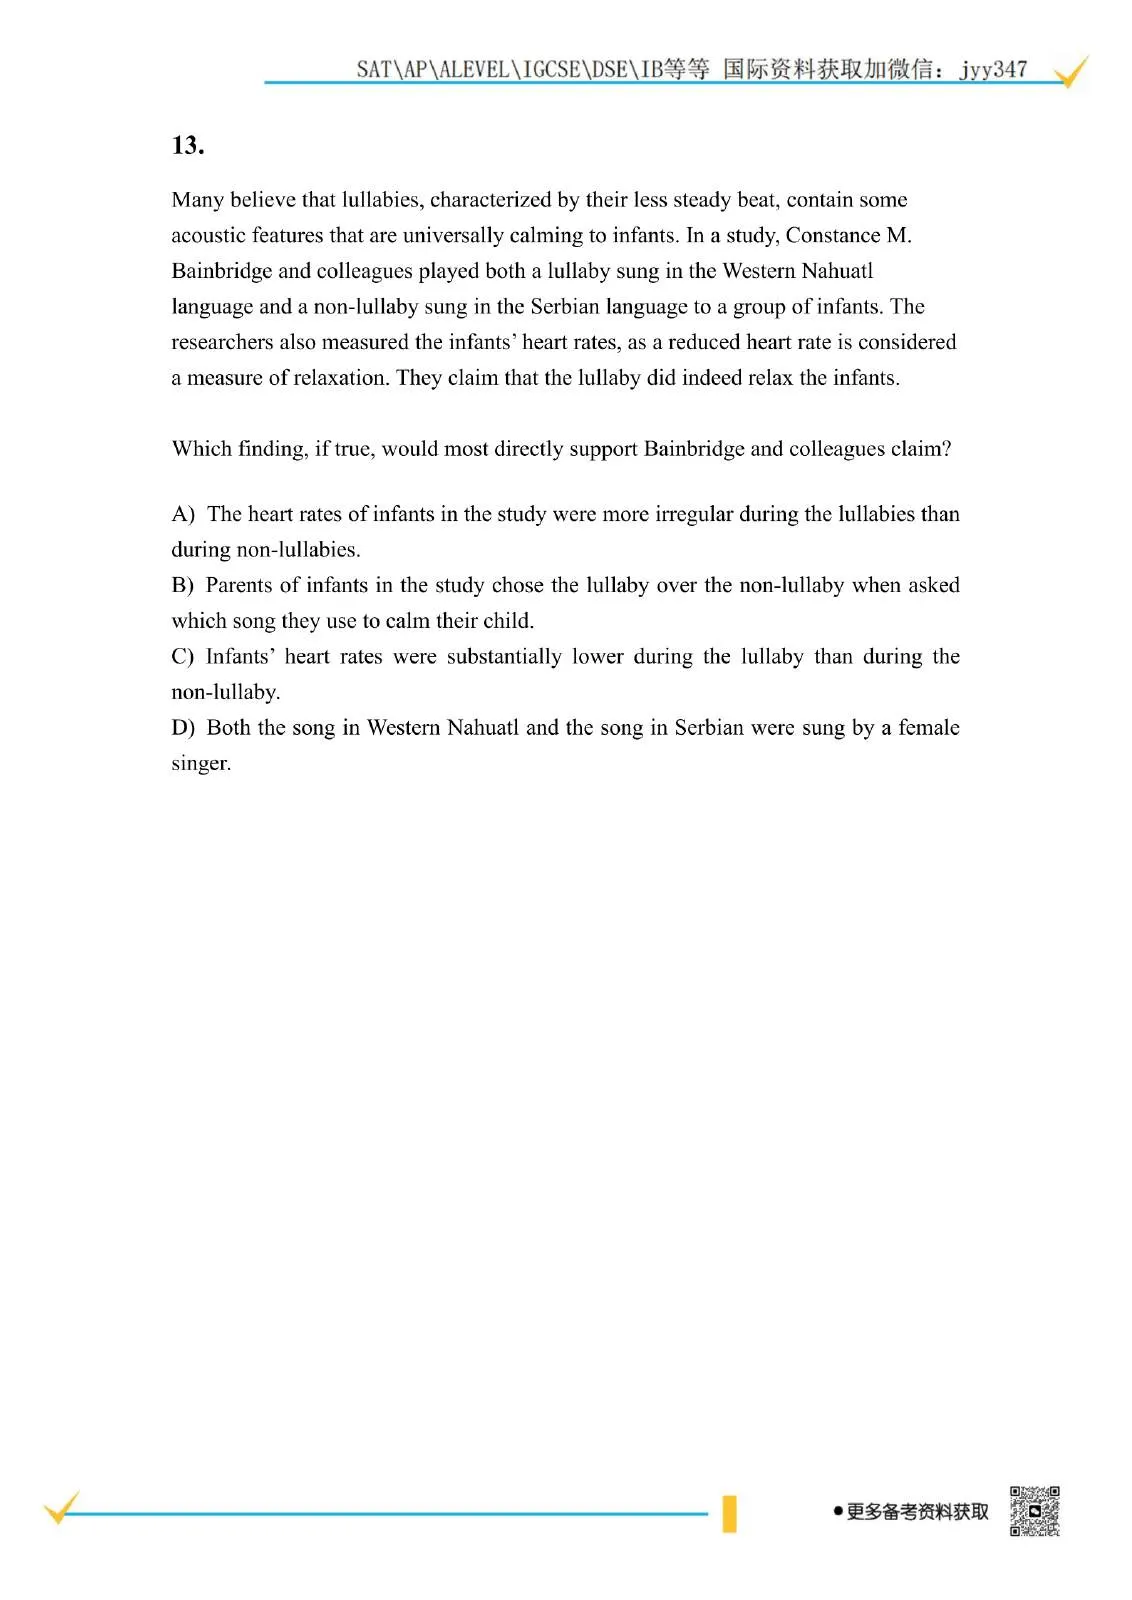 SAT\AP\ALEVEL\IGCSE\DSE\IB等等 国际资料获取加微信：jyy347
13.
Many believe that lullabies, characterized by their less steady beat, contain some
acoustic features that are universally calming to infants. In a study, Constance M.
Bainbridge and colleagues played both a lullaby sung in the Western Nahuatl
language and a non-lullaby sung in the Serbian language to a group of infants. The
researchers also measured the infants’ heart rates, as a reduced heart rate is considered
a measure of relaxation. They claim that the lullaby did indeed relax the infants.
Which finding, if true, would most directly support Bainbridge and colleagues claim?
A) The heart rates of infants in the study were more irregular during the lullabies than
during non-lullabies.
B) Parents of infants in the study chose the lullaby over the non-lullaby when asked
which song they use to calm their child.
C) Infants’ heart rates were substantially lower during the lullaby than during the
non-lullaby.
D) Both the song in Western Nahuatl and the song in Serbian were sung by a female
singer.
●更多备考资料获取